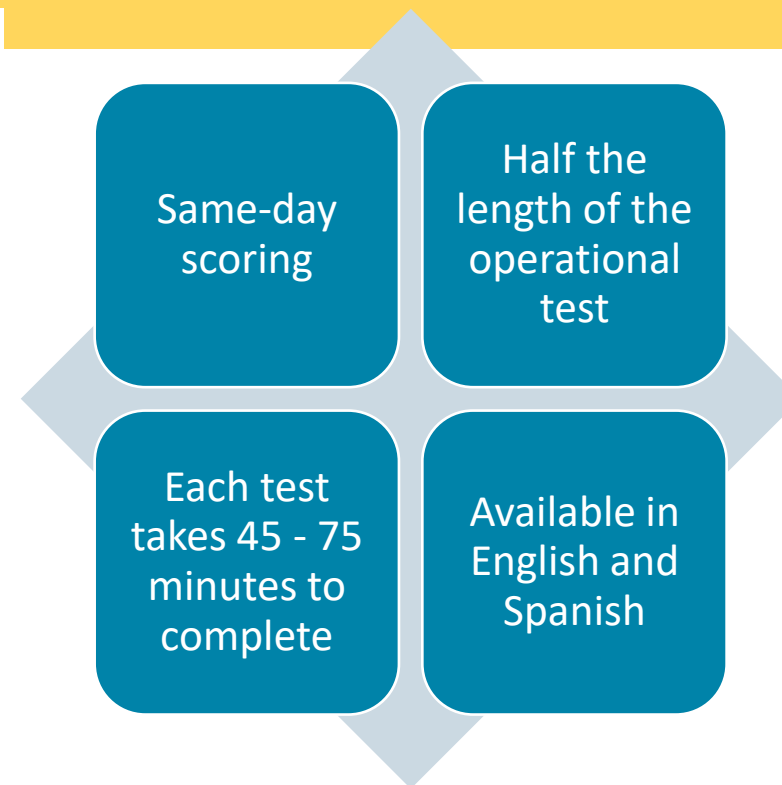 Same-day
scoring
Half the
length of the
operational
test
Each test
takes 45 - 75
minutes to
complete
Available in
English and
Spanish